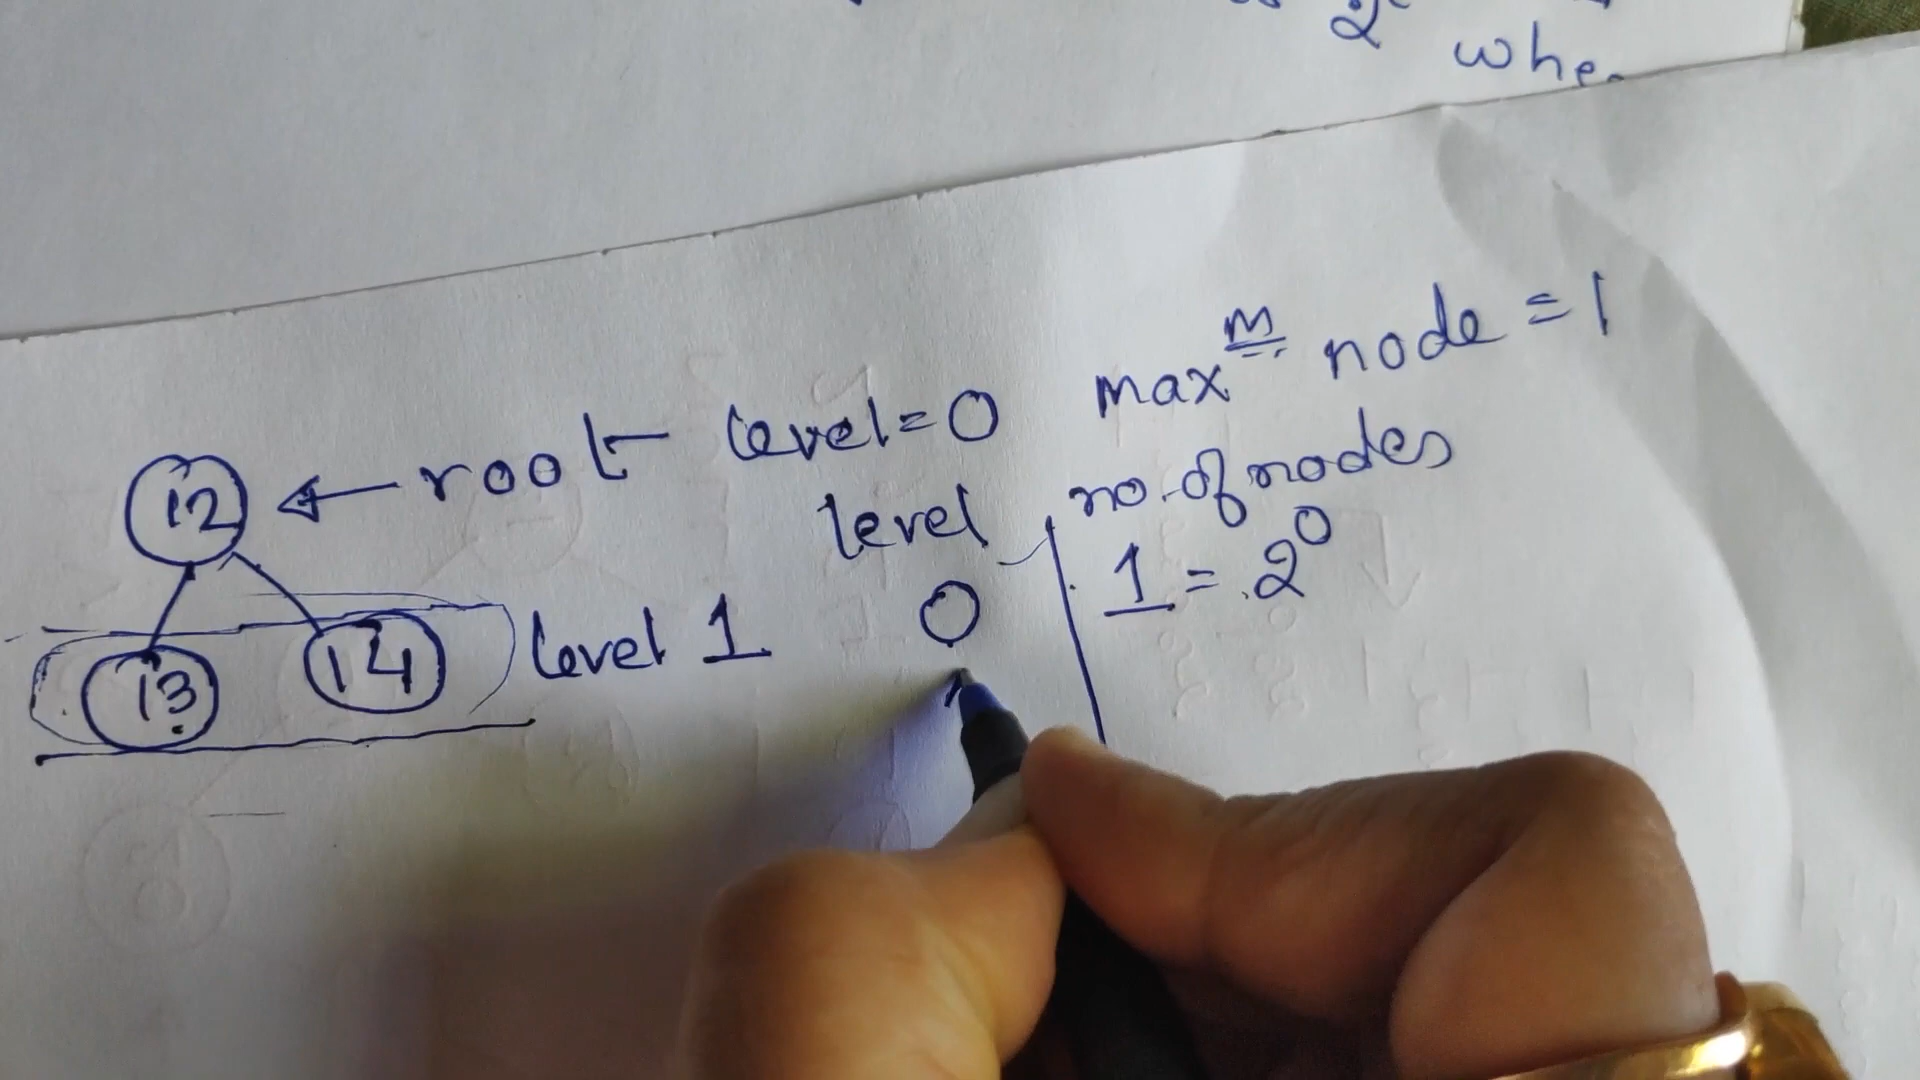 2
whe
max^m node = 1
12 ← root ← level = 0
level no. of nodes
0 1 = 2^0
13 14 level 1